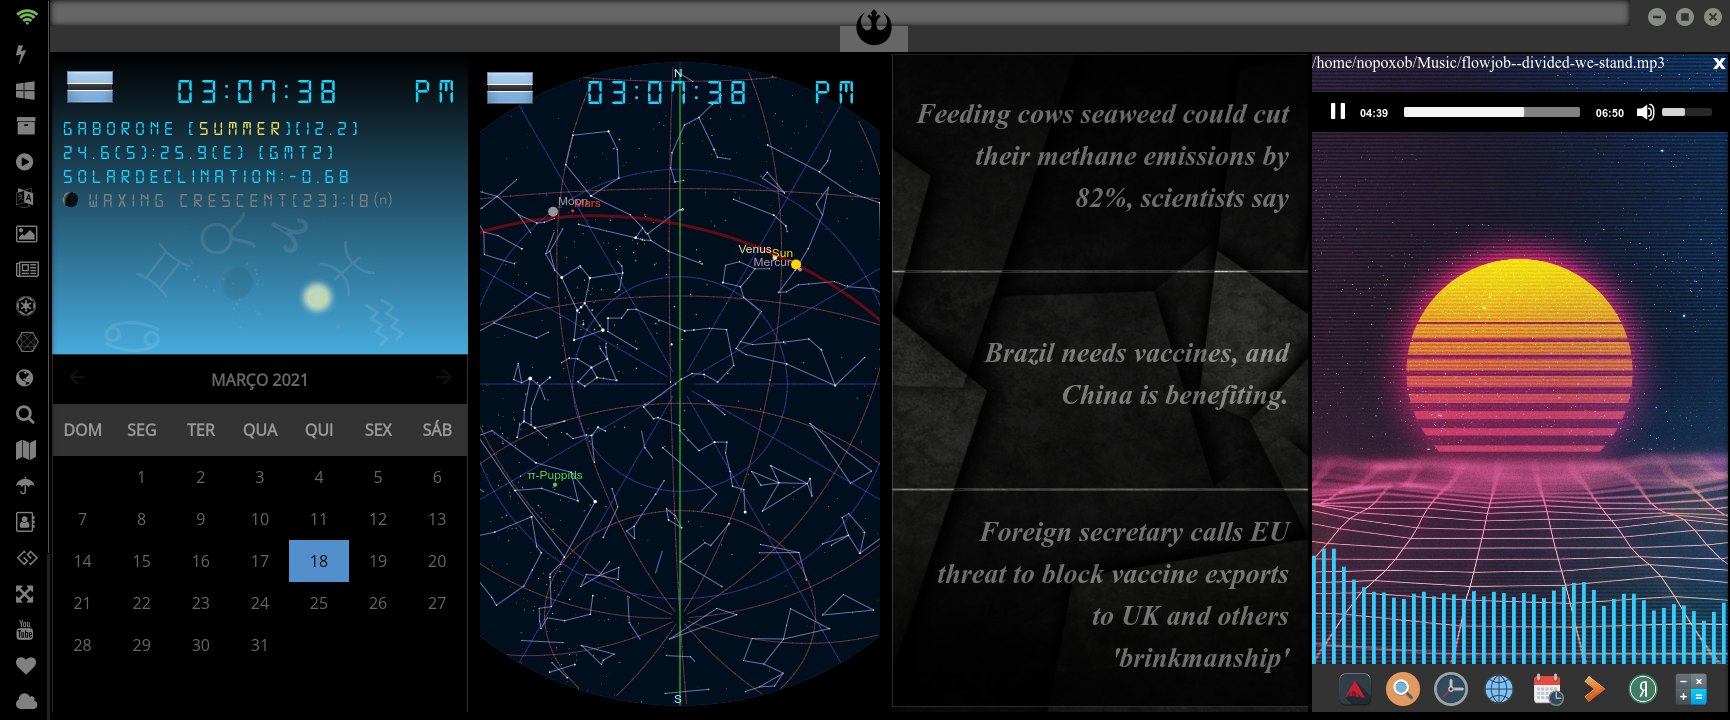 03:07:38 PM
GABORONE (SUMMER)(12.2)
24.6(S):25.9(E) (GMT2)
SOLARDECLINATION:-0.68
WAXING CRESCENT(23):18(n)
MARÇO 2021
DOM SEG TER QUA QUI SEX SÁB
1 2 3 4 5 6
7 8 9 10 11 12 13
14 15 16 17 18 19 20
21 22 23 24 25 26 27
28 29 30 31
N
03:07:38 PM
Moon
Mars
Venus
Sun
Mercury
π-Puppids
S
Feeding cows seaweed could cut
their methane emissions by
82%, scientists say
Brazil needs vaccines, and
China is benefiting.
Foreign secretary calls EU
threat to block vaccine exports
to UK and others
'brinkmanship'
/home/nopoxob/Music/flowjob--divided-we-stand.mp3 x
04:39 06:50
You
Tube
Я